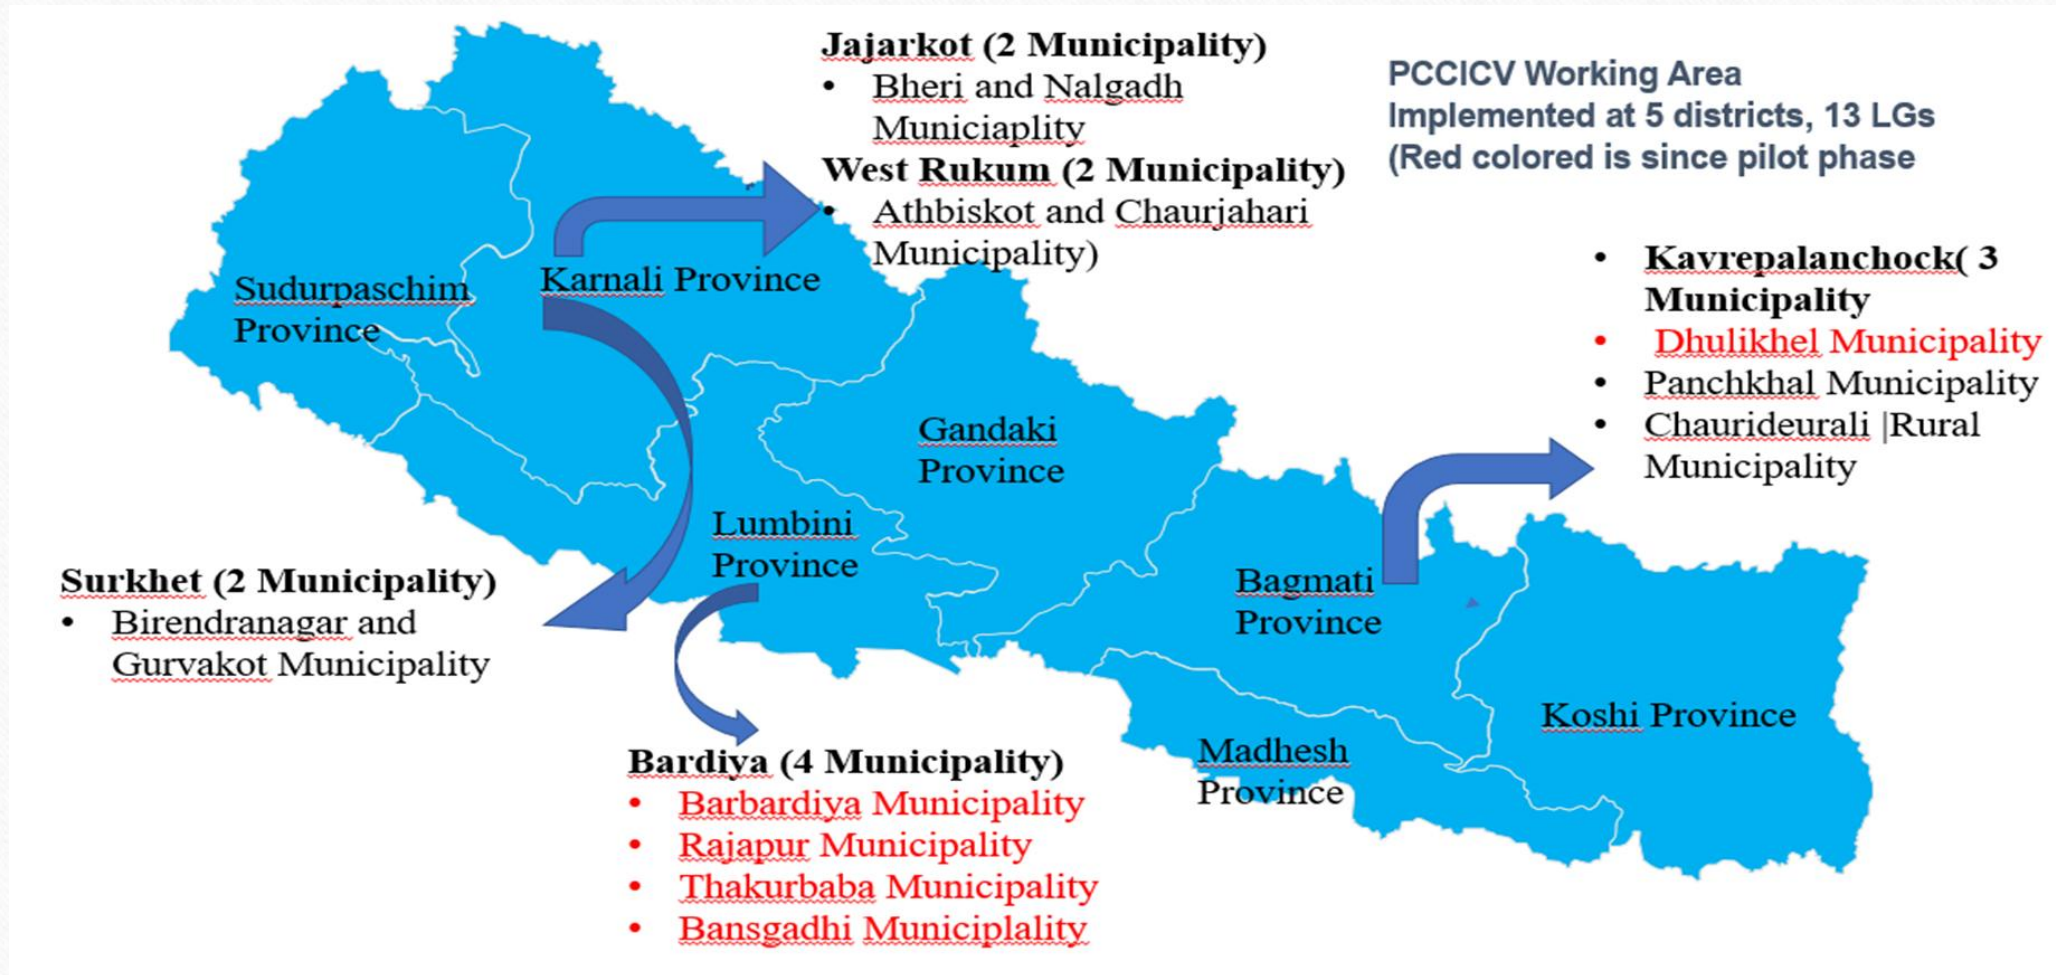 Jajarkot (2 Municipality)
• Bheri and Nalgadh
Municiaplity
West Rukum (2 Municipality)
• Athbiskot and Chaurjahari
Municipality)
PCCICV Working Area
Implemented at 5 districts, 13 LGs
(Red colored is since pilot phase
• Kavrepalanchock( 3
Municipality
• Dhulikhel Municipality
• Panchkhal Municipality
• Chaurideurali |Rural
Municipality
Sudurpaschim
Province
Karnali Province
Gandaki
Province
Lumbini
Province
Bagmati
Province
Koshi Province
Madhesh
Province
Surkhet (2 Municipality)
• Birendranagar and
Gurvakot Municipality
Bardiya (4 Municipality)
• Barbardiya Municipality
• Rajapur Municipality
• Thakurbaba Municipality
• Bansgadhi Municiplality